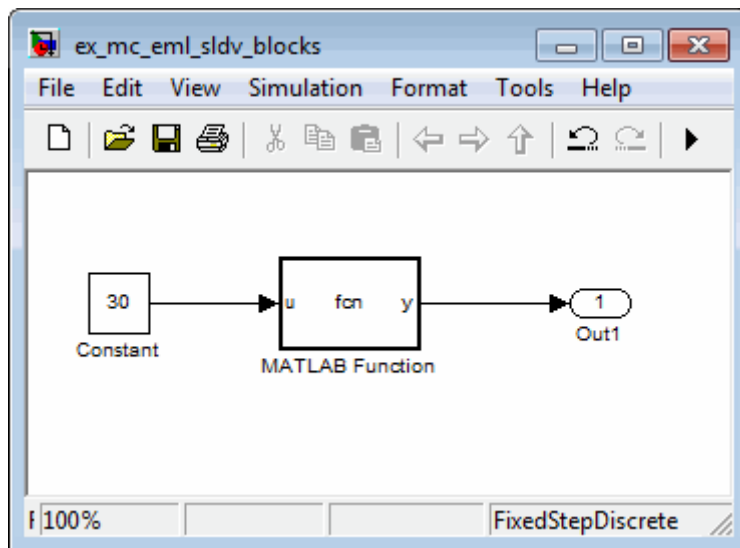 ex_mc_eml_sldv_blocks
File Edit View Simulation Format Tools Help
30 u fcn y 1
Constant MATLAB Function Out1
100% FixedStepDiscrete